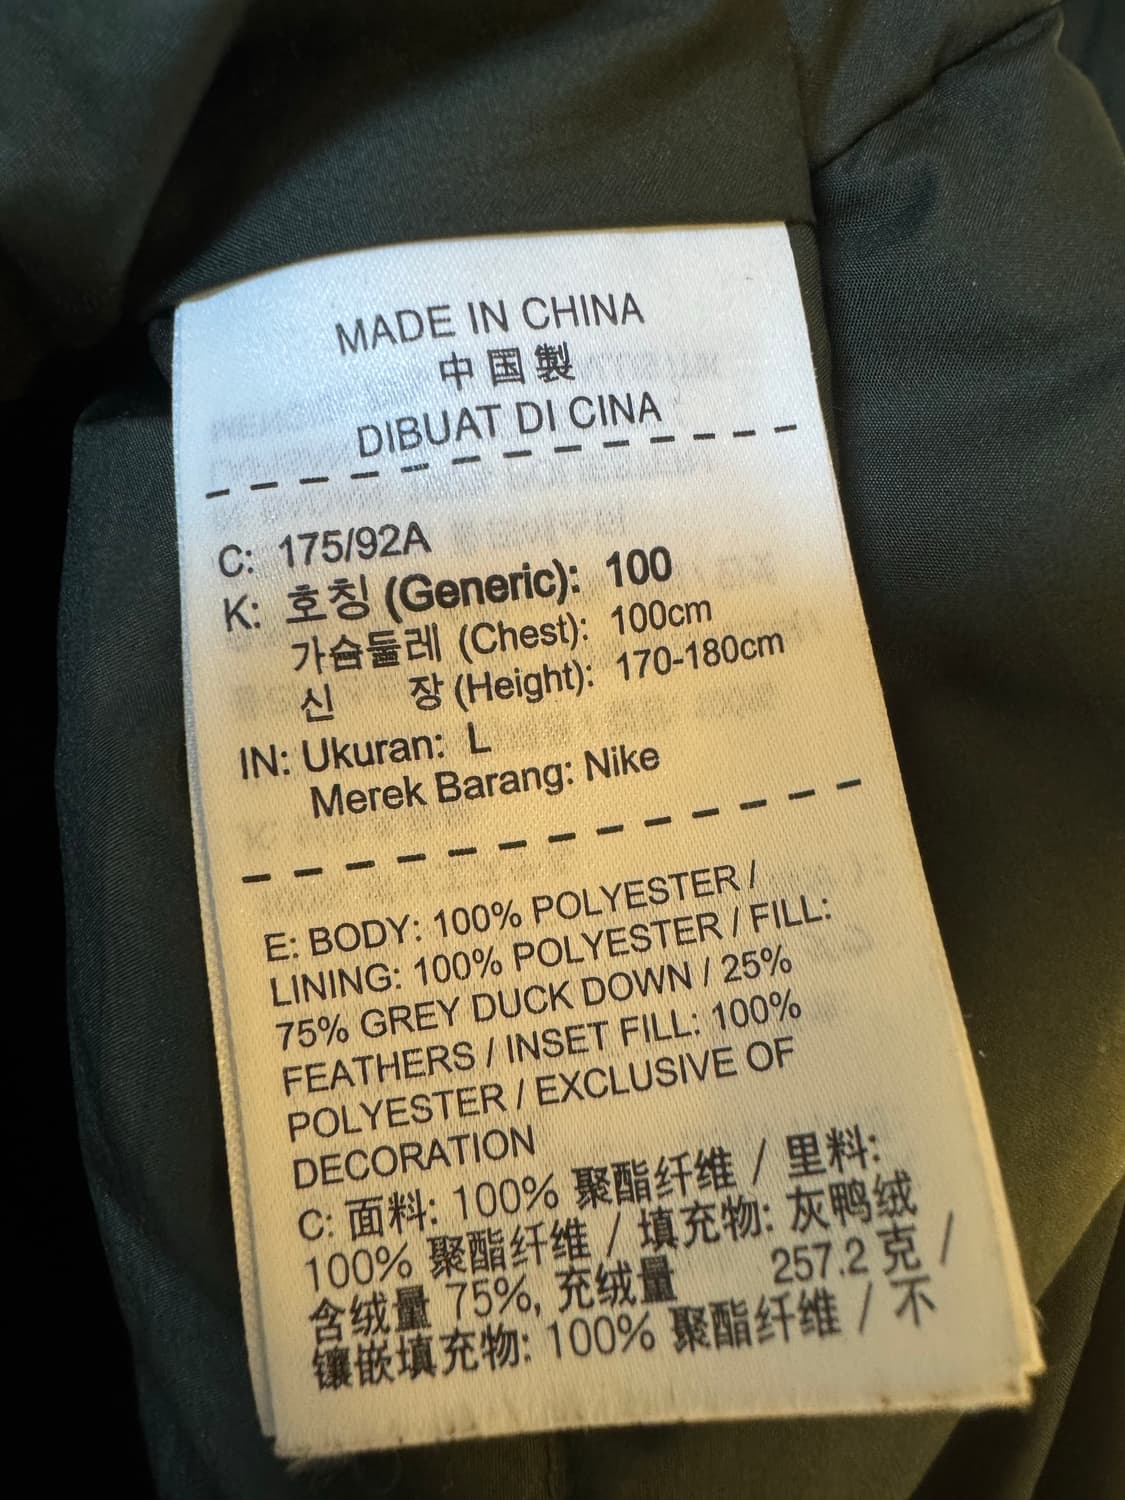 MADE IN CHINA
中国製
DIBUAT DI CINA
C: 175/92A
K: 호칭 (Generic): 100
가슴둘레 (Chest): 100cm
신 장 (Height): 170-180cm
IN: Ukuran: L
Merek Barang: Nike
E: BODY: 100% POLYESTER /
LINING: 100% POLYESTER / FILL:
75% GREY DUCK DOWN / 25%
FEATHERS / INSET FILL: 100%
POLYESTER / EXCLUSIVE OF
DECORATION
C: 面料: 100% 聚酯纤维 / 里料:
100% 聚酯纤维 / 填充物: 灰鸭绒
含绒量 75%, 充绒量 257.2 克 /
镶嵌填充物: 100% 聚酯纤维 / 不